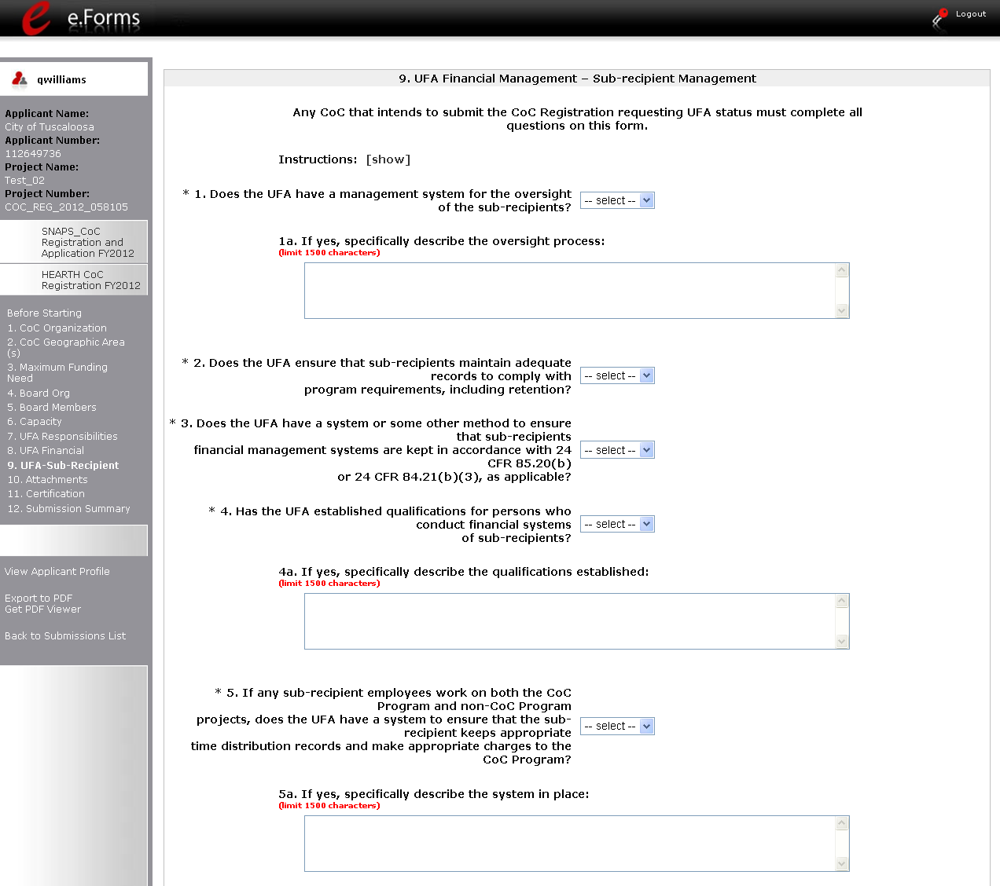 e e.Forms
Logout
qwilliams
Applicant Name:
City of Tuscaloosa
Applicant Number:
112649736
Project Name:
Test_02
Project Number:
COC_REG_2012_058105
SNAPS_CoC
Registration and
Application FY2012
HEARTH CoC
Registration FY2012
Before Starting
1. CoC Organization
2. CoC Geographic Area
(s)
3. Maximum Funding
Need
4. Board Org
5. Board Members
6. Capacity
7. UFA Responsibilities
8. UFA Financial
9. UFA-Sub-Recipient
10. Attachments
11. Certification
12. Submission Summary
View Applicant Profile
Export to PDF
Get PDF Viewer
Back to Submissions List
9. UFA Financial Management – Sub-recipient Management
Any CoC that intends to submit the CoC Registration requesting UFA status must complete all
questions on this form.
Instructions: [show]
* 1. Does the UFA have a management system for the oversight
of the sub-recipients?
-- select --
1a. If yes, specifically describe the oversight process:
(limit 1500 characters)
* 2. Does the UFA ensure that sub-recipients maintain adequate
records to comply with
program requirements, including retention?
-- select --
* 3. Does the UFA have a system or some other method to ensure
that sub-recipients
financial management systems are kept in accordance with 24
CFR 85.20(b)
or 24 CFR 84.21(b)(3), as applicable?
-- select --
* 4. Has the UFA established qualifications for persons who
conduct financial systems
of sub-recipients?
-- select --
4a. If yes, specifically describe the qualifications established:
(limit 1500 characters)
* 5. If any sub-recipient employees work on both the CoC
Program and non-CoC Program
projects, does the UFA have a system to ensure that the sub-
recipient keeps appropriate
time distribution records and make appropriate charges to the
CoC Program?
-- select --
5a. If yes, specifically describe the system in place:
(limit 1500 characters)